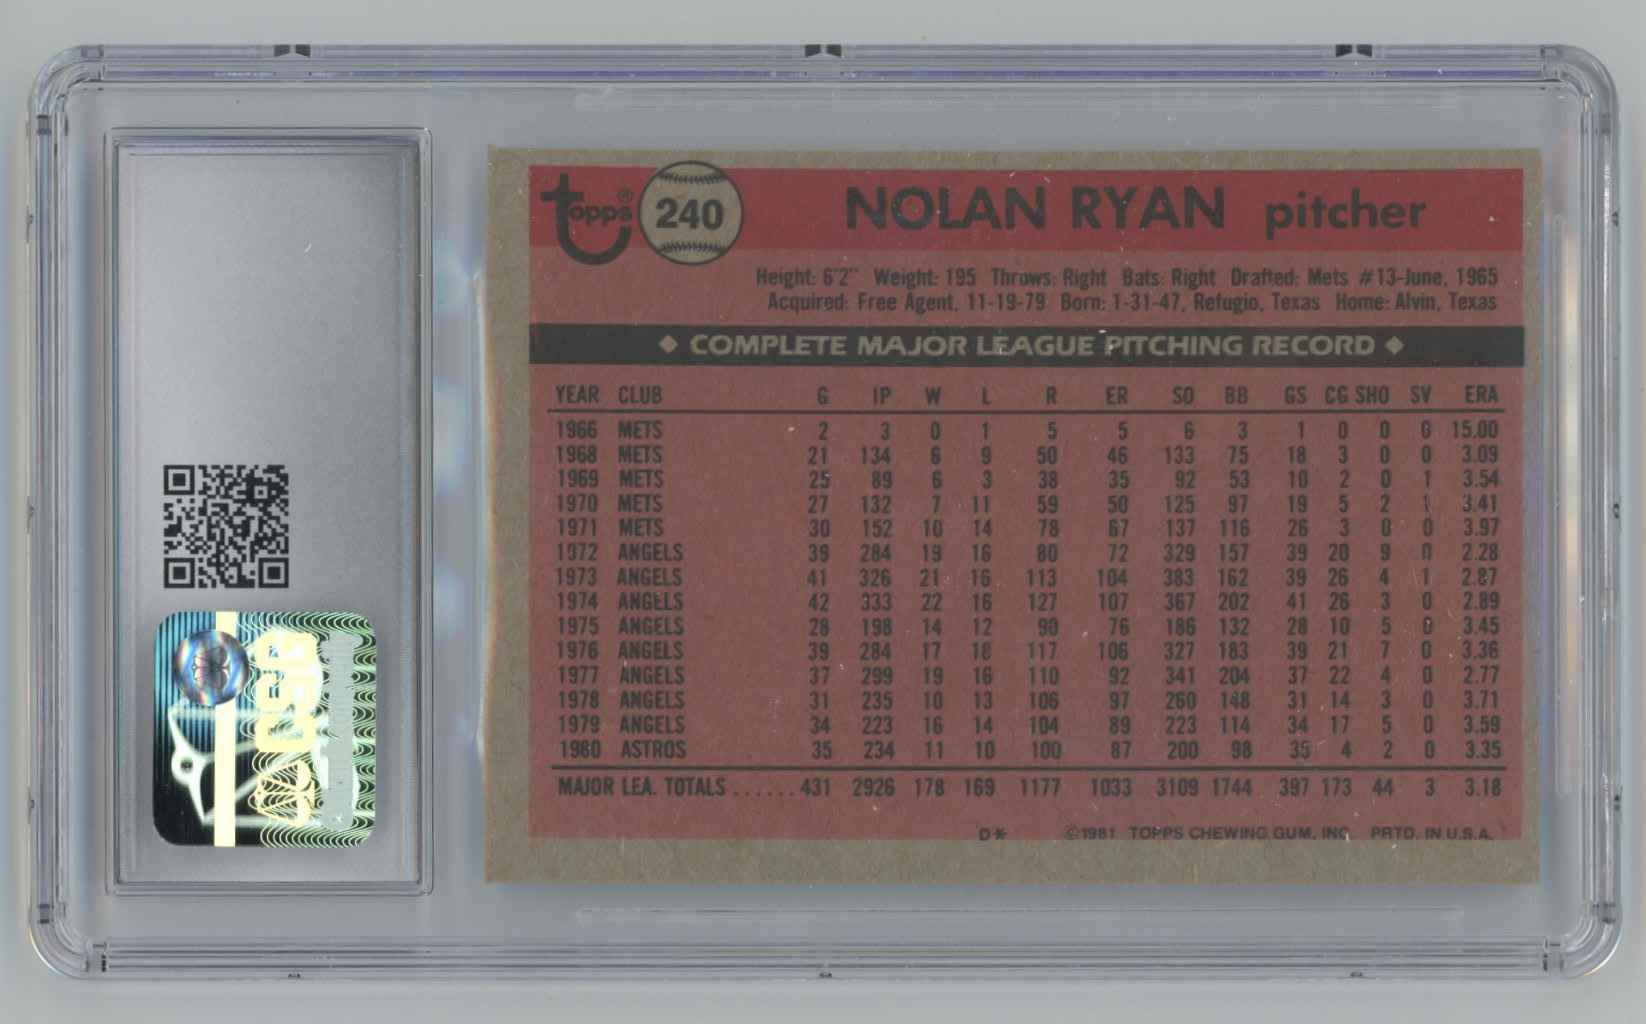 topps® 240 NOLAN RYAN pitcher
Height: 6'2" Weight: 195 Throws: Right Bats: Right Drafted: Mets #13-June, 1965
Acquired: Free Agent, 11-19-79 Born: 1-31-47, Refugio, Texas Home: Alvin, Texas
◆ COMPLETE MAJOR LEAGUE PITCHING RECORD ◆
YEAR CLUB G IP W L R ER SO BB GS CG SHO SV ERA
1966 METS 2 3 0 1 5 5 6 3 1 0 0 0 15.00
1968 METS 21 134 6 9 50 46 133 75 18 3 0 0 3.09
1969 METS 25 89 6 3 38 35 92 53 10 2 0 1 3.54
1970 METS 27 132 7 11 59 50 125 97 19 5 2 1 3.41
1971 METS 30 152 10 14 78 67 137 116 26 3 0 0 3.97
1972 ANGELS 39 284 19 16 80 72 329 157 39 20 9 0 2.28
1973 ANGELS 41 326 21 16 113 104 383 162 39 26 4 1 2.87
1974 ANGELS 42 333 22 16 127 107 367 202 41 26 3 0 2.89
1975 ANGELS 28 198 14 12 90 76 186 132 28 10 5 0 3.45
1976 ANGELS 39 284 17 18 117 106 327 183 39 21 7 0 3.36
1977 ANGELS 37 299 19 16 110 92 341 204 37 22 4 0 2.77
1978 ANGELS 31 235 10 13 106 97 260 148 31 14 3 0 3.71
1979 ANGELS 34 223 16 14 104 89 223 114 34 17 5 0 3.59
1980 ASTROS 35 234 11 10 100 87 200 98 35 4 2 0 3.35
MAJOR LEA. TOTALS ......431 2926 178 169 1177 1033 3109 1744 397 173 44 3 3.18
D* ©1981 TOPPS CHEWING GUM, INC. PRTD. IN U.S.A.